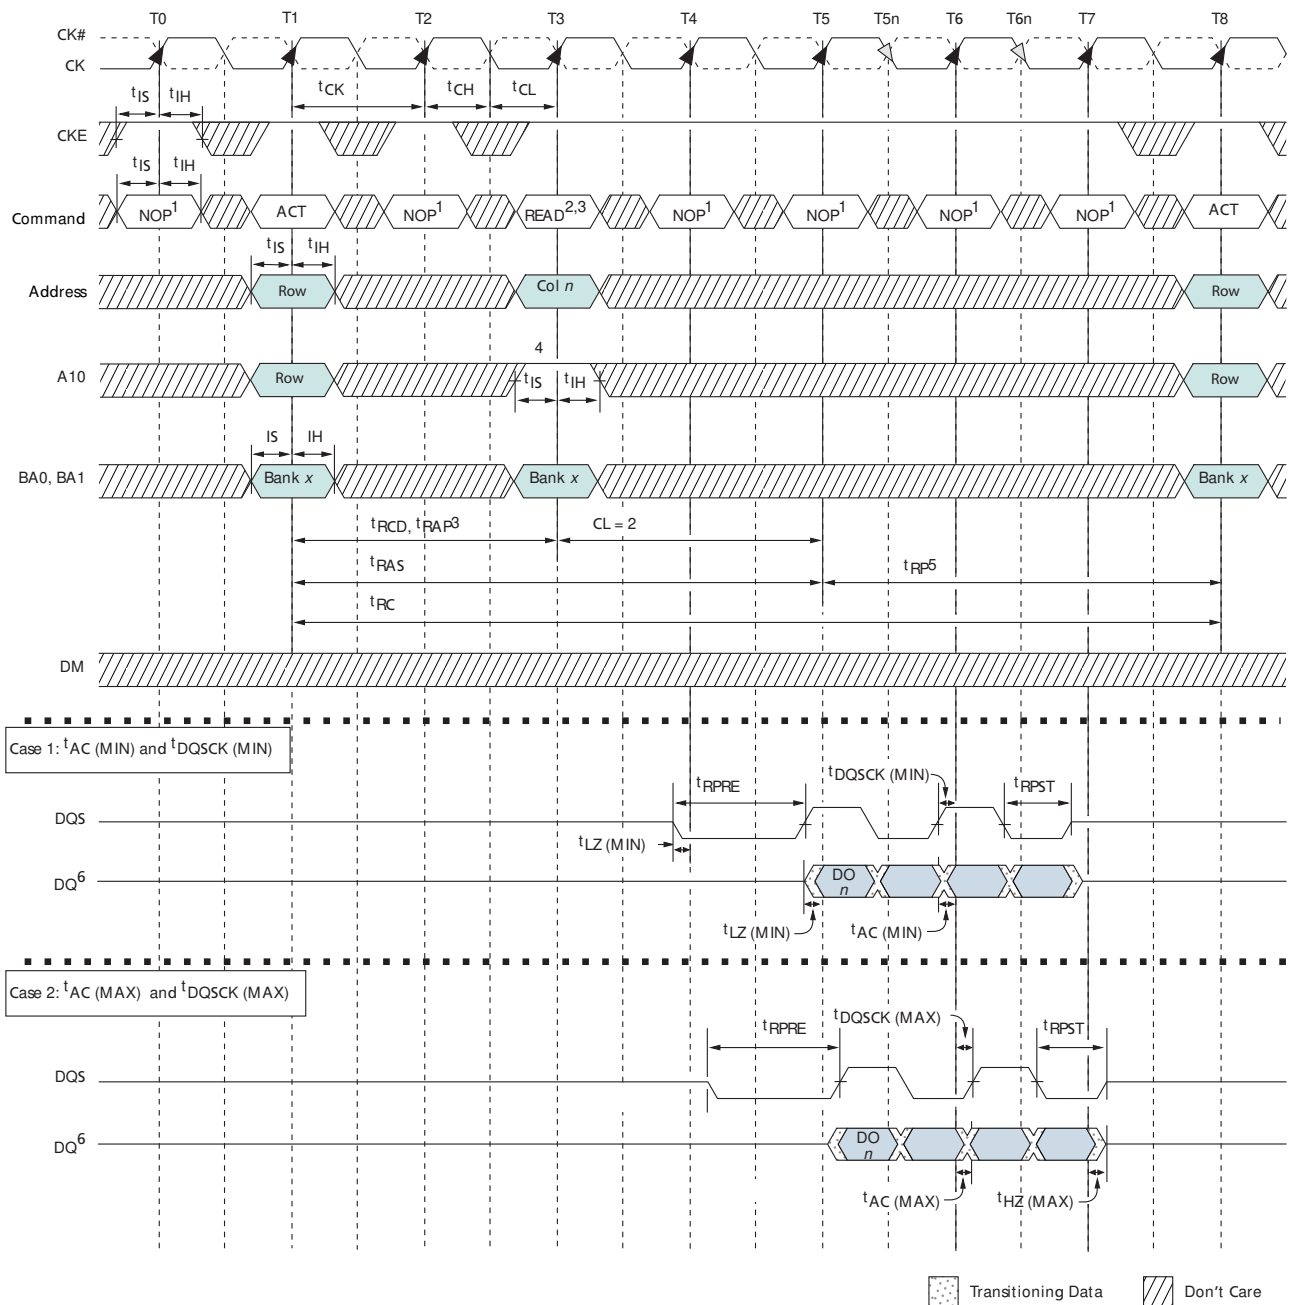 T0 T1 T2 T3 T4 T5 T5n T6 T6n T7 T8
CK#
CK
tCK tCH tCL
tIS tIH
CKE
tIS tIH
Command NOP1 ACT NOP1 READ2,3 NOP1 NOP1 NOP1 NOP1 ACT
tIS tIH
Address Row Col n Row
4
A10 Row tIS tIH Row
IS IH
BA0, BA1 Bank x Bank x Bank x
tRCD, tRAP3 CL = 2
tRAS tRP5
tRC
DM
Case 1: tAC (MIN) and tDQSCK (MIN)
tRPRE tDQSCK (MIN) tRPST
DQS
tLZ (MIN)
DQ6 DO n
tLZ (MIN) tAC (MIN)
Case 2: tAC (MAX) and tDQSCK (MAX)
tRPRE tDQSCK (MAX) tRPST
DQS
DQ6 DO n
tAC (MAX) tHZ (MAX)
Transitioning Data Don't Care